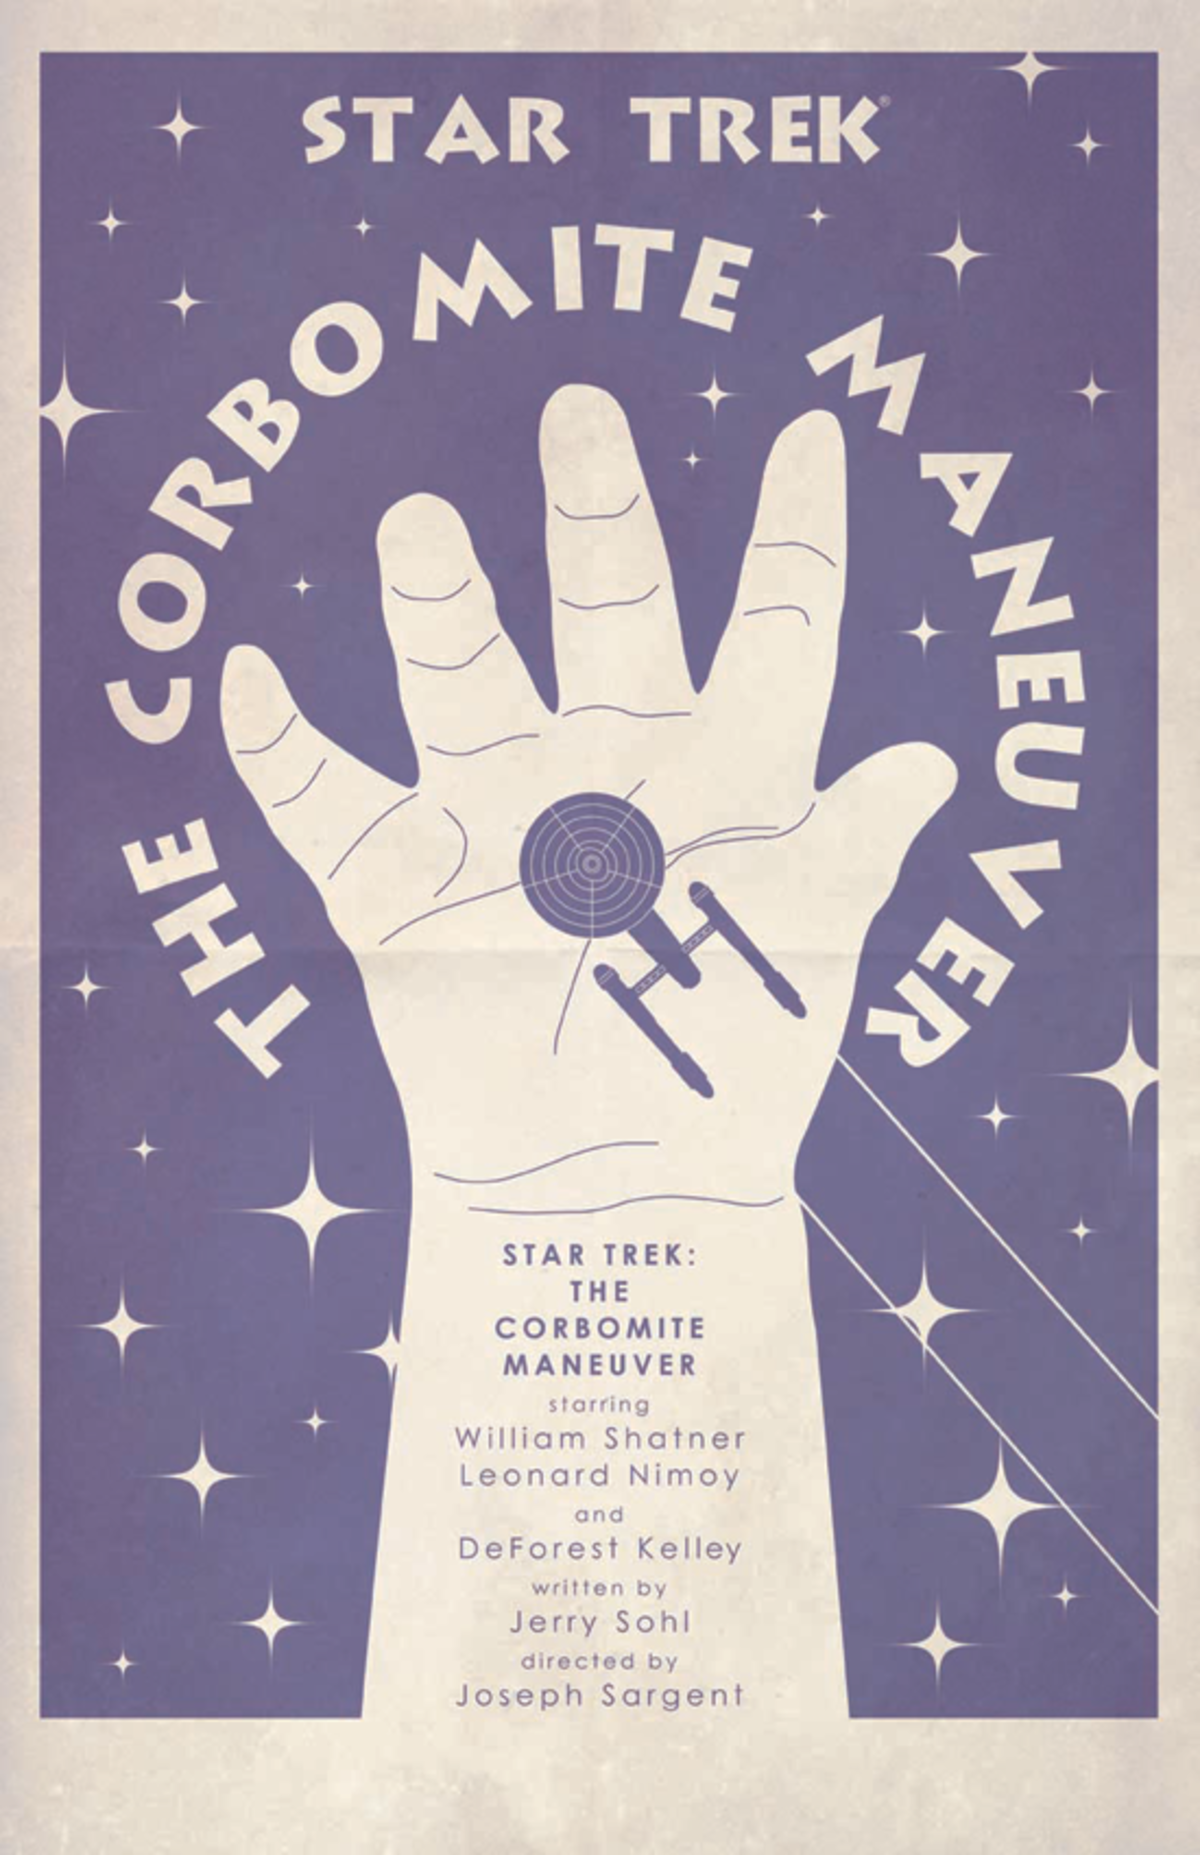 STAR TREK®
THE CORBOMITE MANEUVER
STAR TREK:
THE
CORBOMITE
MANEUVER
starring
William Shatner
Leonard Nimoy
and
DeForest Kelley
written by
Jerry Sohl
directed by
Joseph Sargent